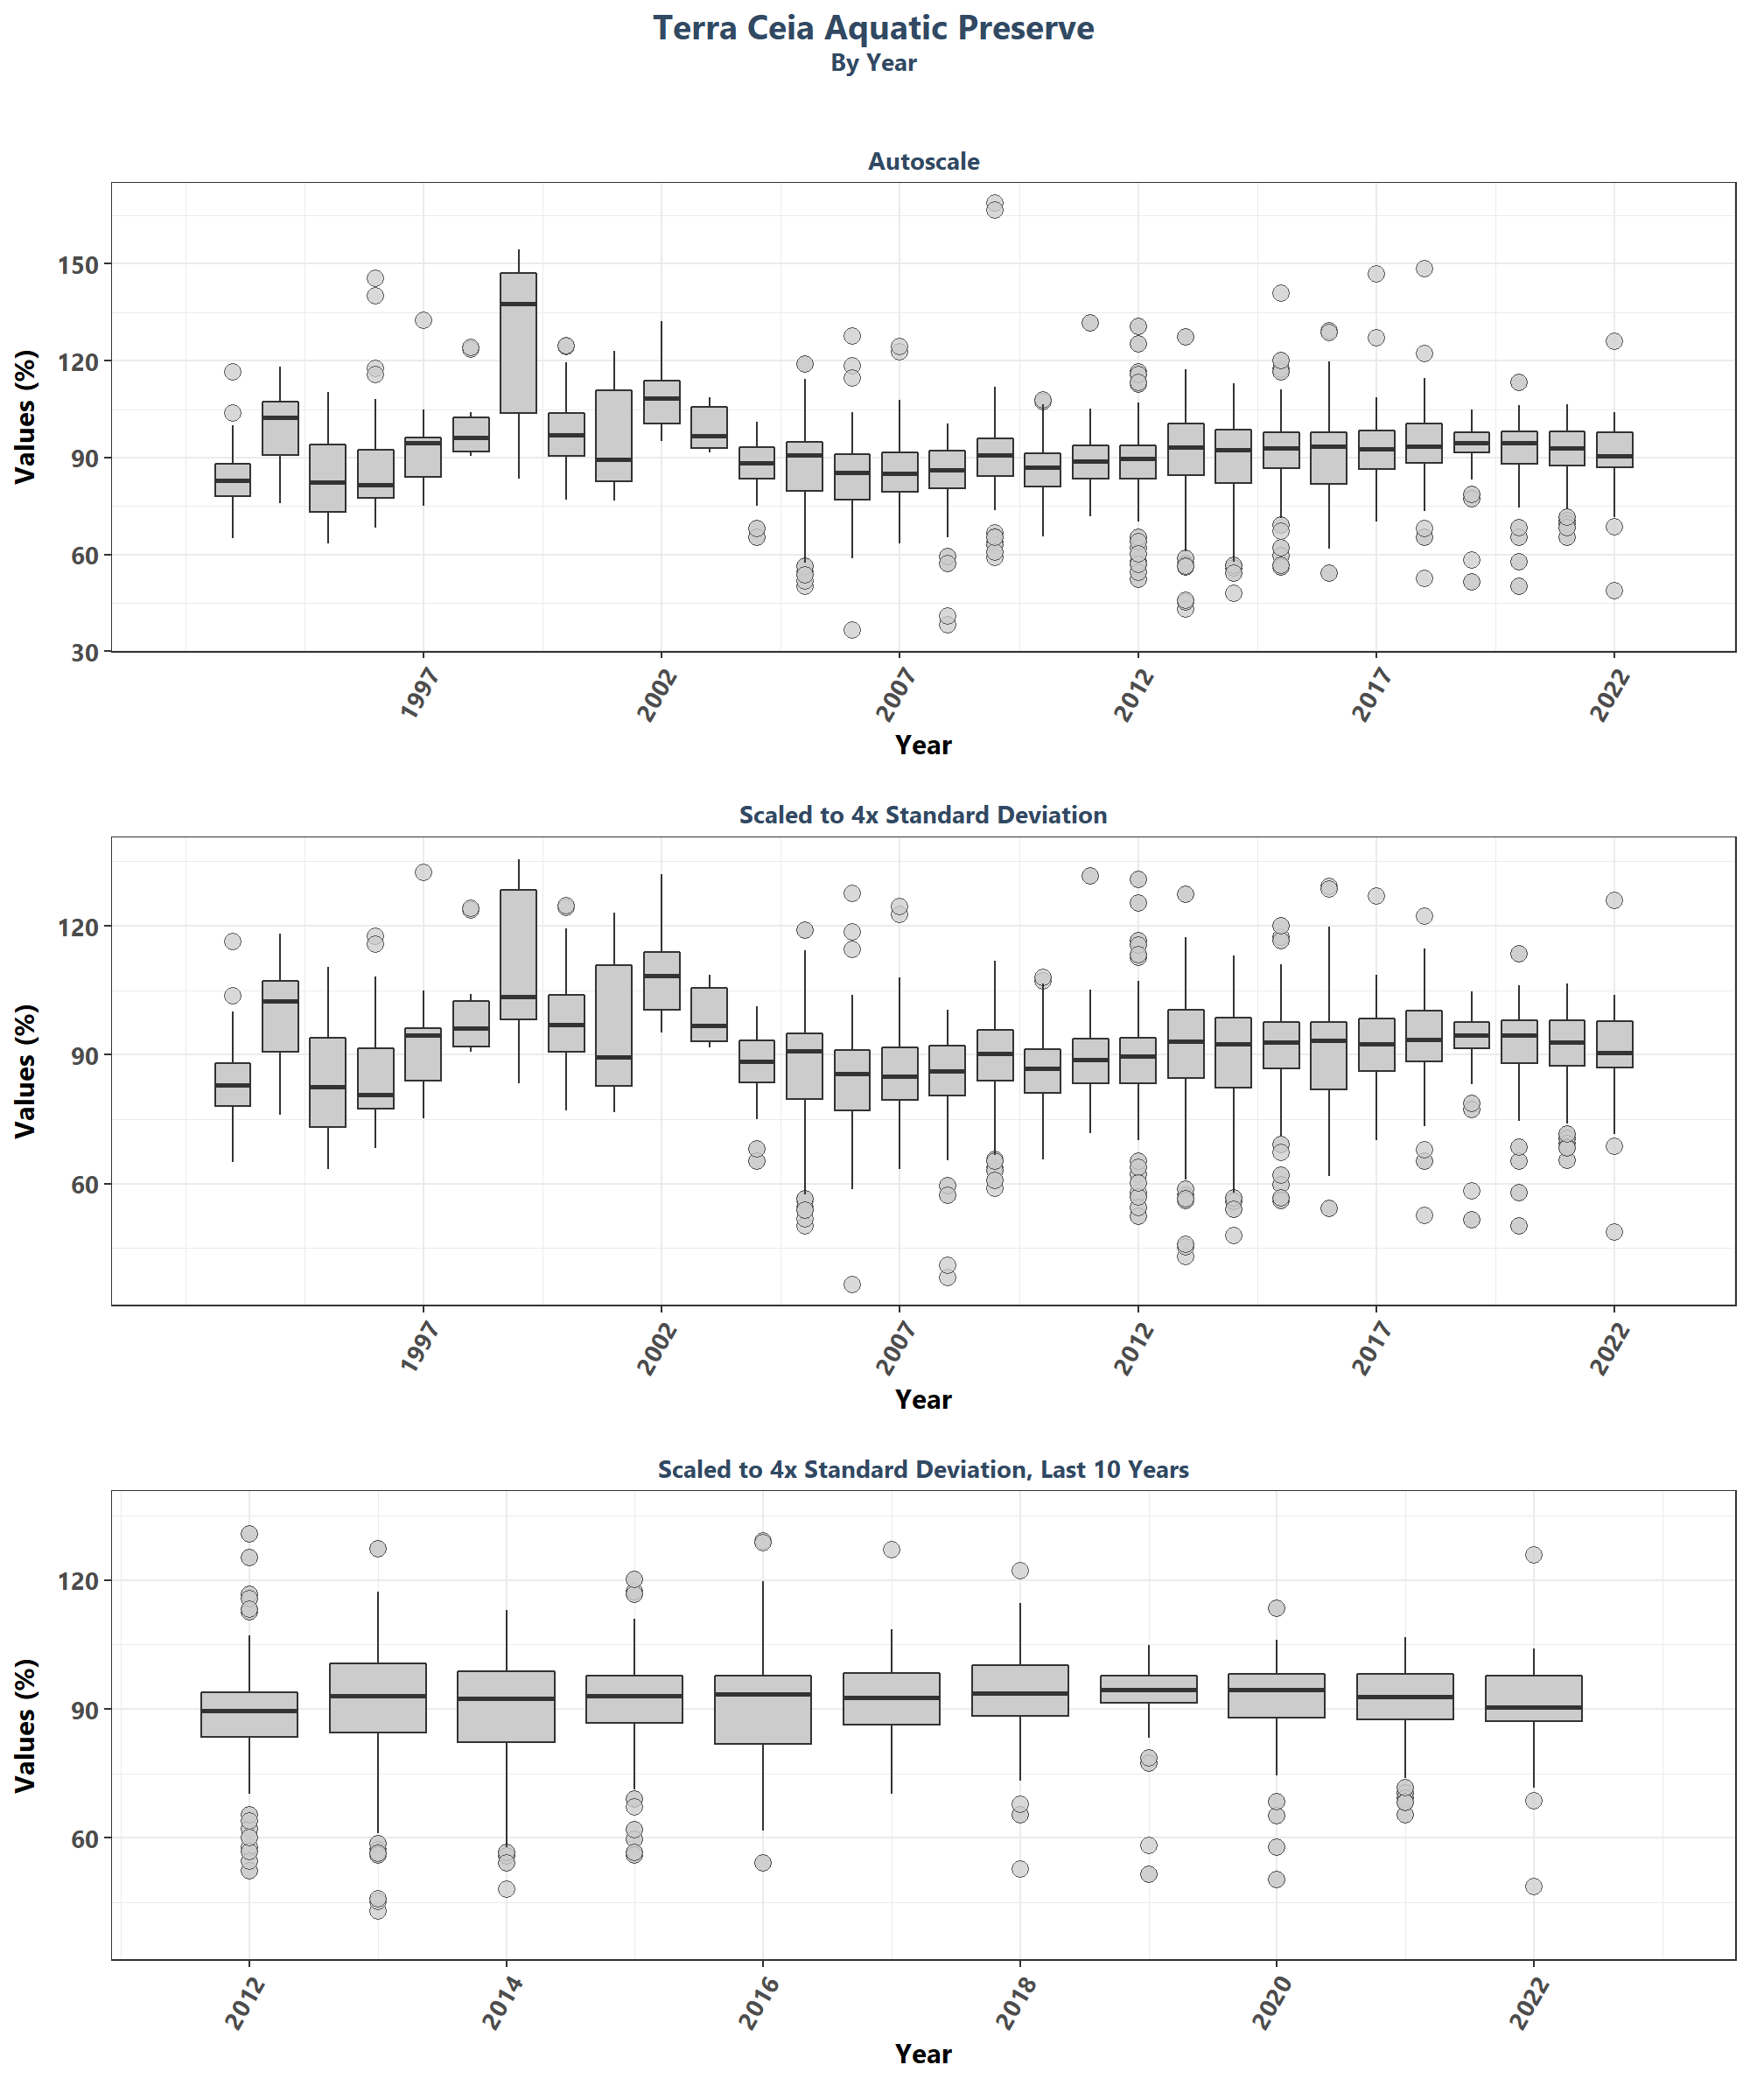 Terra Ceia Aquatic Preserve
By Year
Autoscale
Values (%)
150
120
90
60
30
1997
2002
2007
2012
2017
2022
Year
Scaled to 4x Standard Deviation
Values (%)
120
90
60
1997
2002
2007
2012
2017
2022
Year
Scaled to 4x Standard Deviation, Last 10 Years
Values (%)
120
90
60
2012
2014
2016
2018
2020
2022
Year